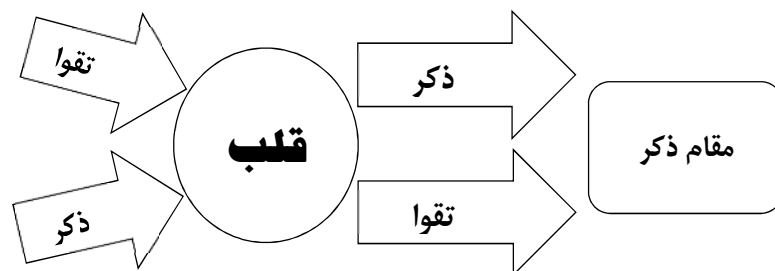 تقوا
ذکر
قلب
ذکر
تقوا
مقام ذکر